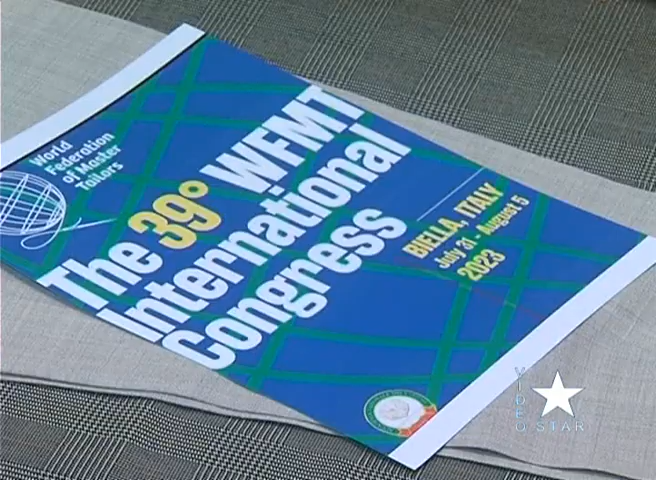 World
Federation
of Master
Tailors
The 39° WFMT
International
Congress
BIELLA, ITALY
July 31 - August 5
2023
VIDEO
STAR